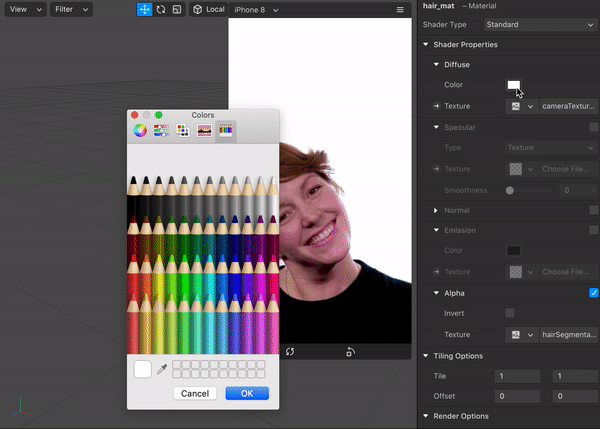 View
Filter
Local
iPhone 8
hair_mat – Material
Shader Type
Standard
Shader Properties
Diffuse
Color
Texture
cameraTextur...
Specular
Type
Texture
Texture
Choose File...
Smoothness
0
%
Normal
Emission
Color
Texture
Choose File...
Alpha
Invert
Texture
hairSegmenta...
Tiling Options
Tile
1
1
Offset
0
0
Render Options
Colors
Cancel
OK